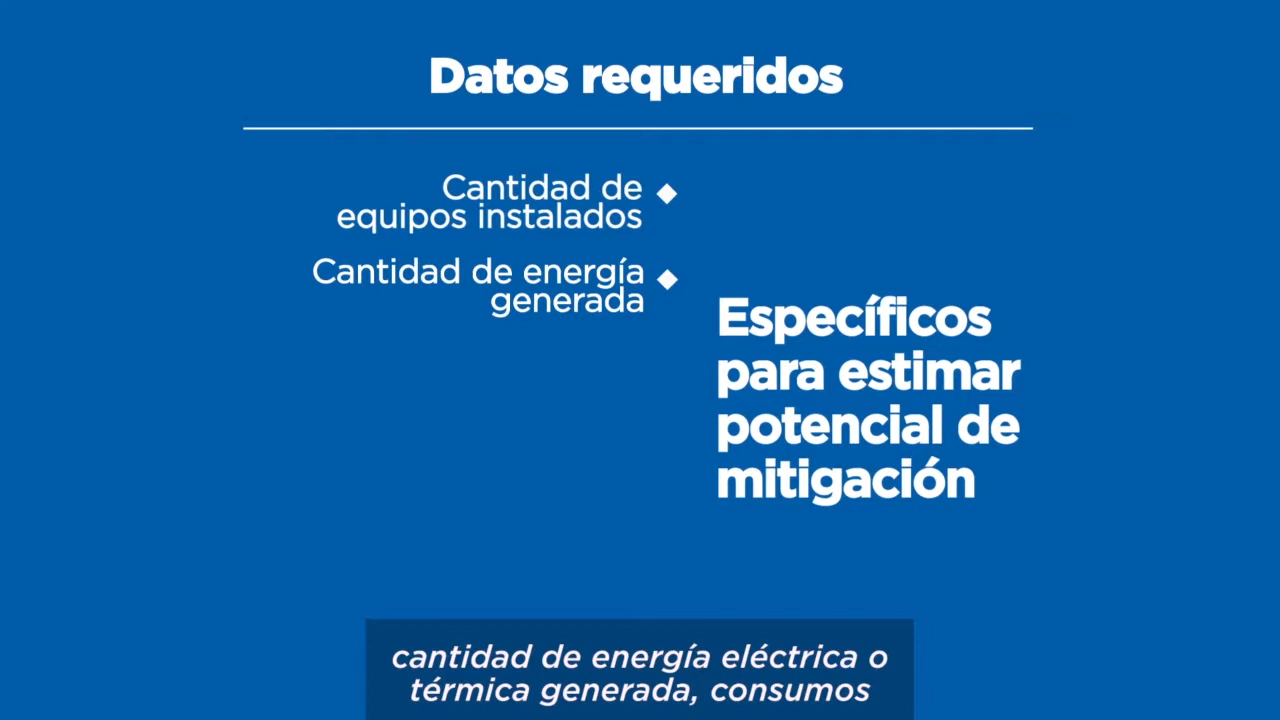 Datos requeridos
Cantidad de
equipos instalados
Cantidad de energía
generada
Específicos
para estimar
potencial de
mitigación
cantidad de energía eléctrica o
térmica generada, consumos